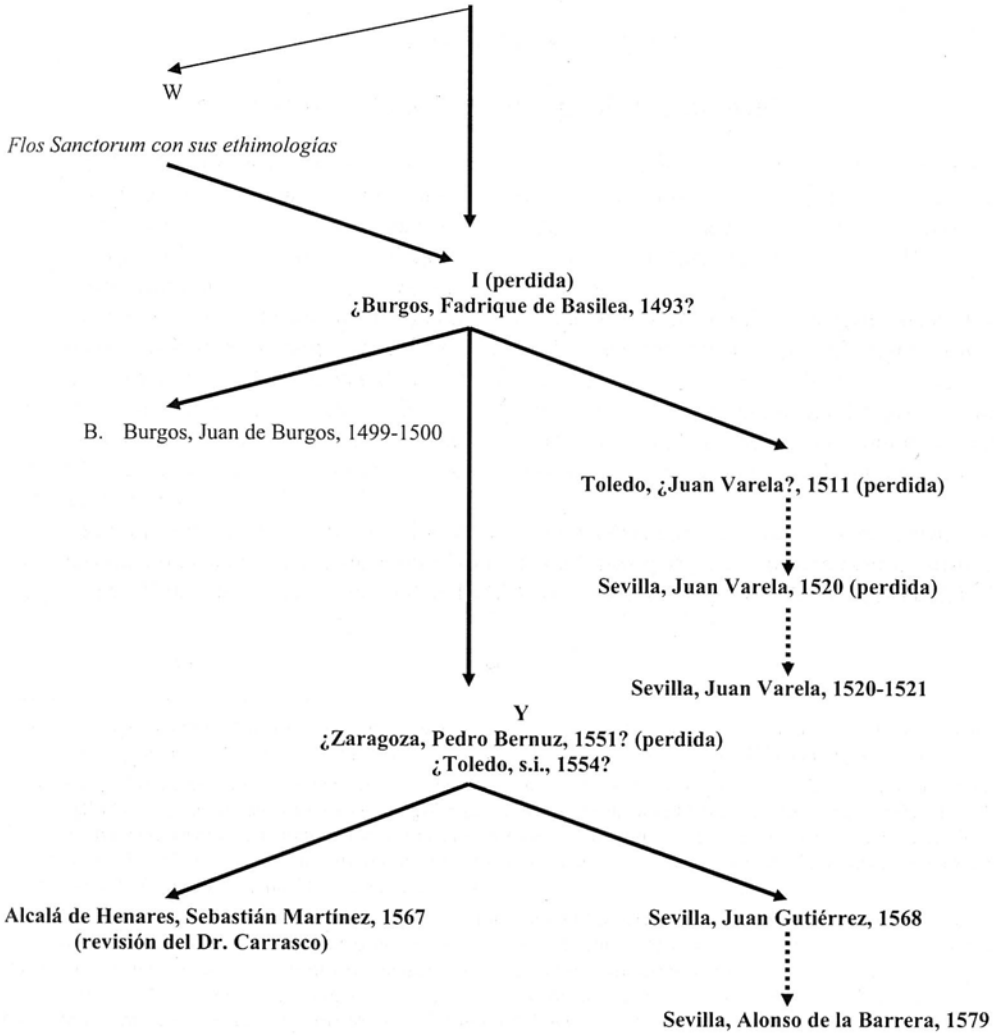 W
Flos Sanctorum con sus ethimologías
I (perdida)
¿Burgos, Fadrique de Basilea, 1493?
B. Burgos, Juan de Burgos, 1499-1500
Toledo, ¿Juan Varela?, 1511 (perdida)
Sevilla, Juan Varela, 1520 (perdida)
Sevilla, Juan Varela, 1520-1521
Y
¿Zaragoza, Pedro Bernuz, 1551? (perdida)
¿Toledo, s.i., 1554?
Alcalá de Henares, Sebastián Martínez, 1567
(revisión del Dr. Carrasco)
Sevilla, Juan Gutiérrez, 1568
Sevilla, Alonso de la Barrera, 1579